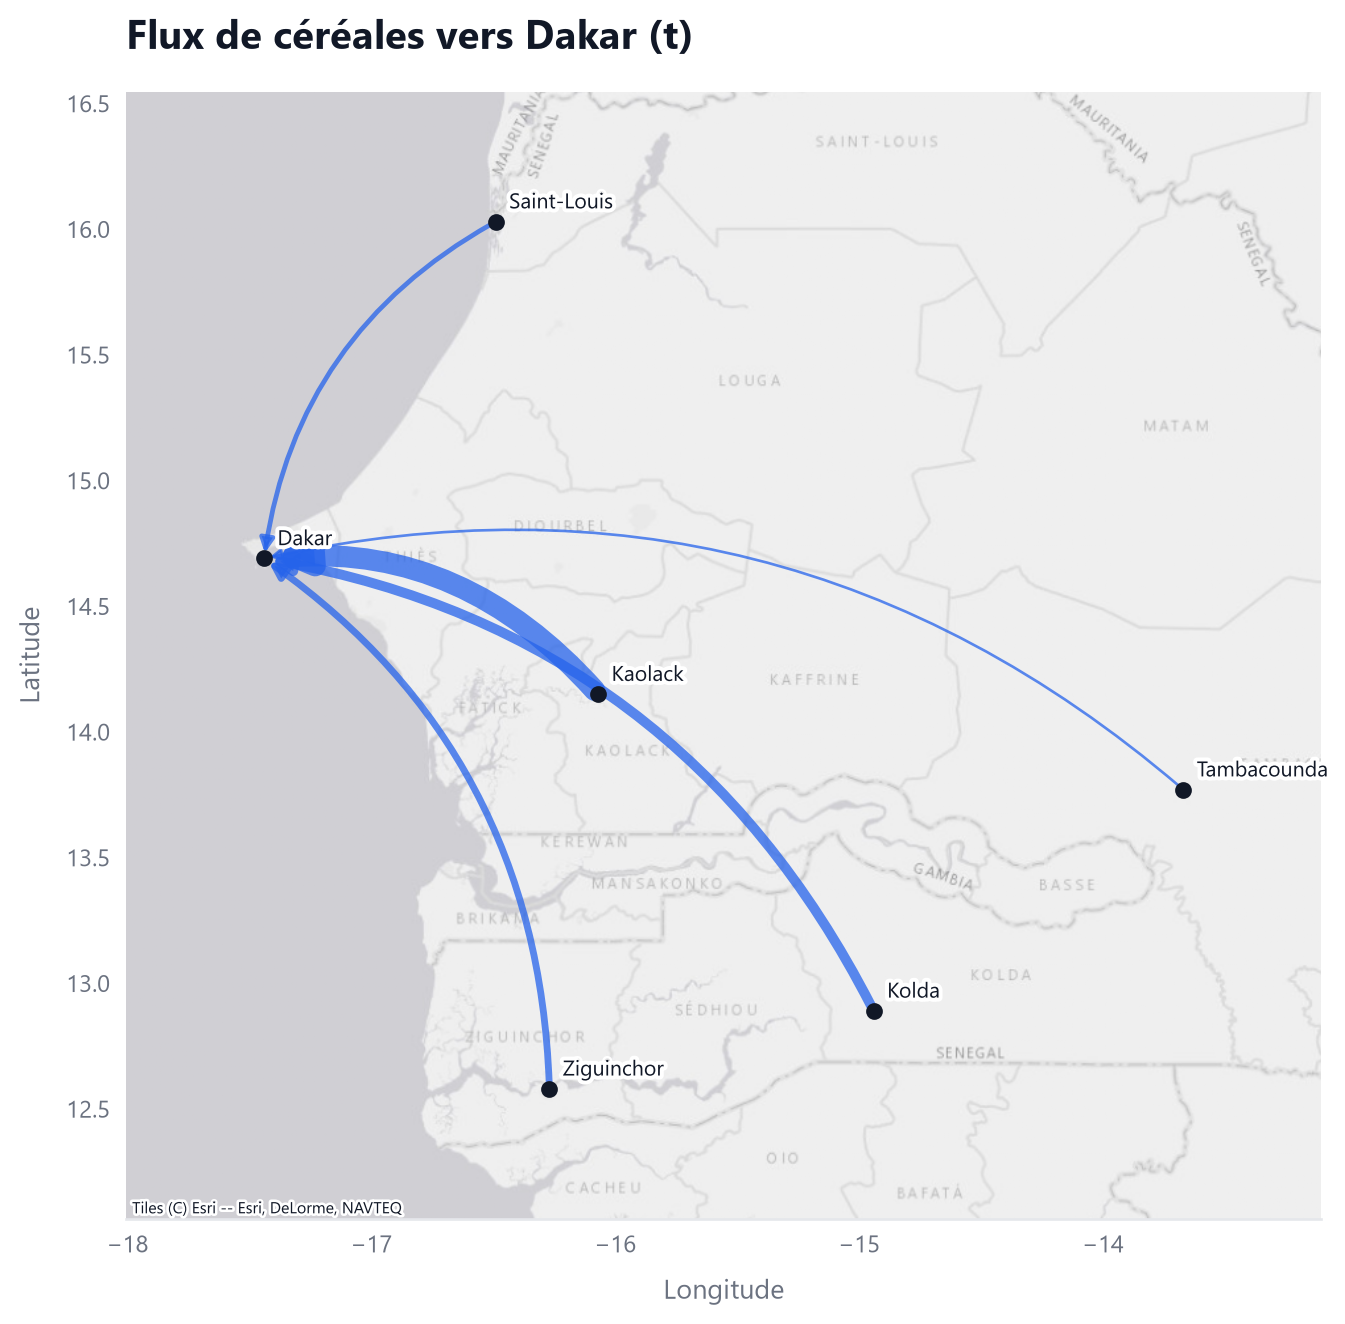 Flux de céréales vers Dakar (t)
16.5
16.0
15.5
15.0
14.5
14.0
13.5
13.0
12.5
Latitude
MAURITANIA
SENEGAL
SAINT-LOUIS
MAURITANIA
SENEGAL
Saint-Louis
LOUGA
MATAM
DIOURBEL
Dakar
THIÈS
Kaolack
KAFFRINE
FATICK
KAOLACK
Tambacounda
KEREWAN
MANSAKONKO
GAMBIA
BASSE
BRIKAMA
KOLDA
Kolda
SÉDHIOU
ZIGUINCHOR
SENEGAL
Ziguinchor
OIO
CACHEU
BAFATÁ
Tiles (C) Esri -- Esri, DeLorme, NAVTEQ
−18
−17
−16
−15
−14
Longitude